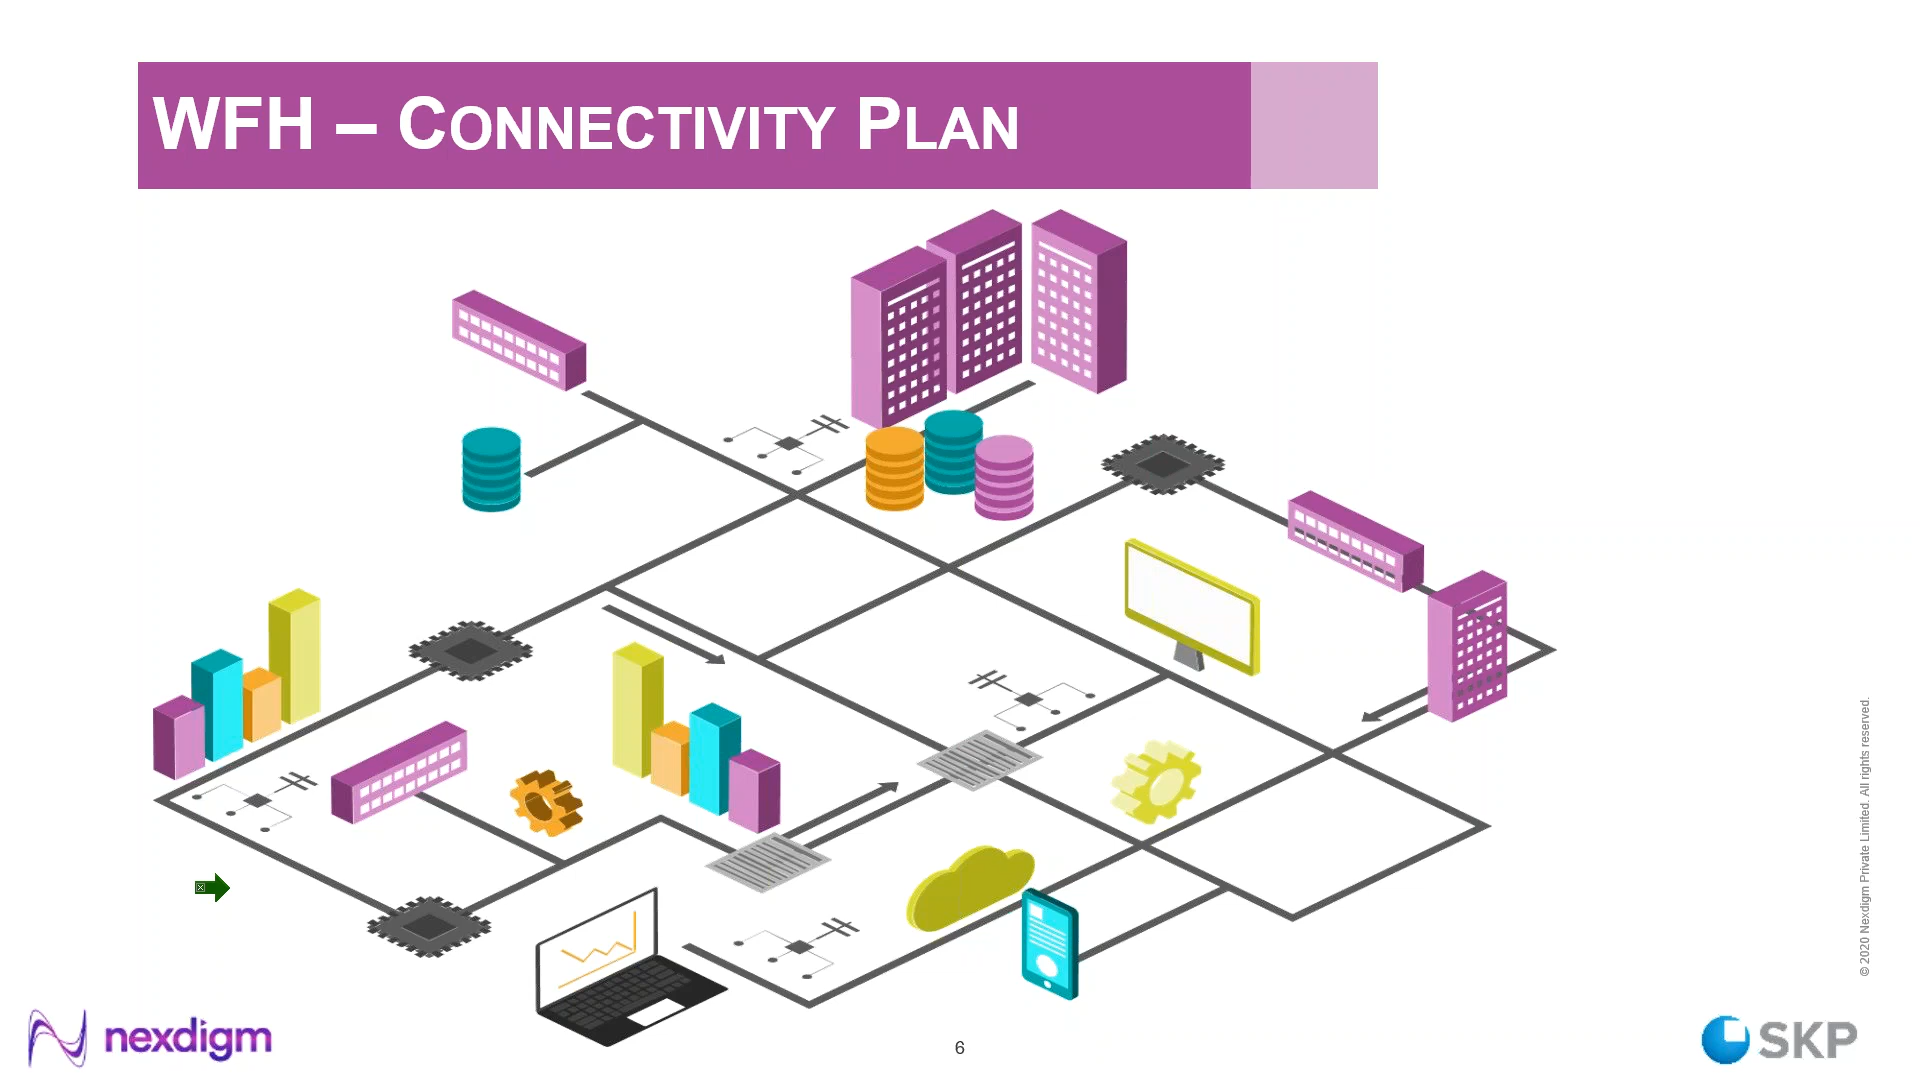 WFH – CONNECTIVITY PLAN
© 2020 Nexdigm Private Limited. All rights reserved.
nexdigm
6
SKP